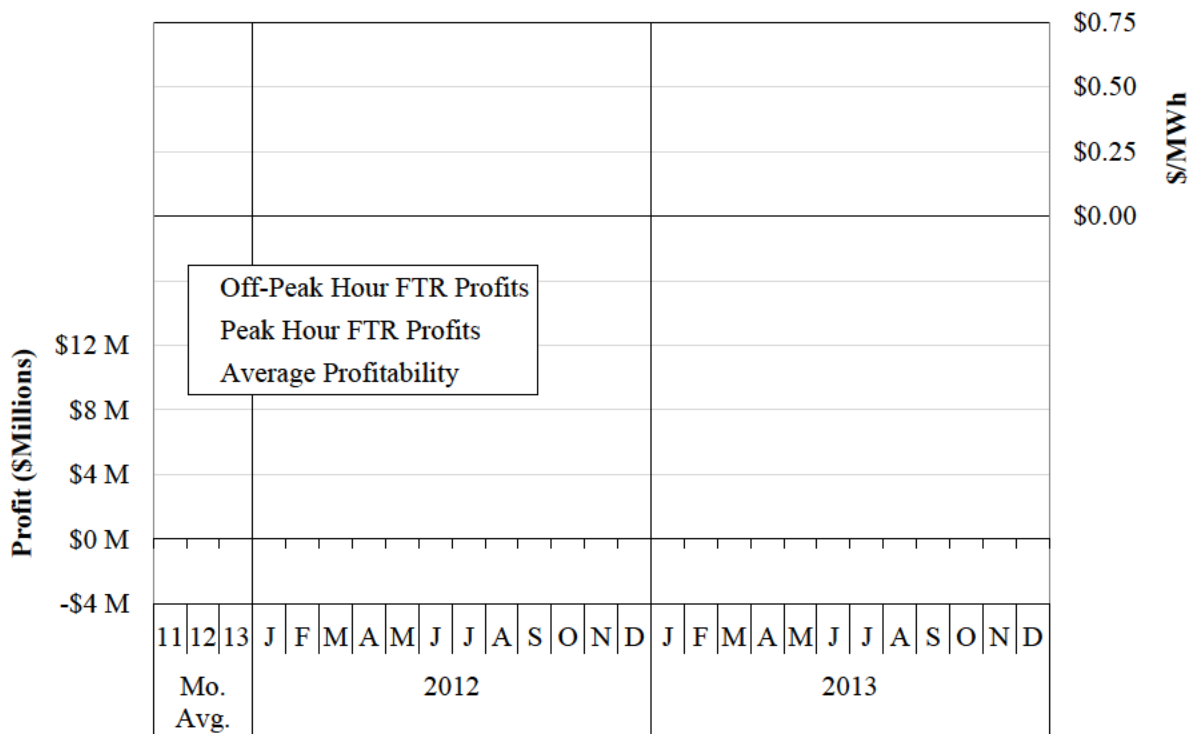 $0.75
$0.50
$0.25
$0.00
$/MWh
Off-Peak Hour FTR Profits
Peak Hour FTR Profits
Average Profitability
Profit ($Millions)
$12 M
$8 M
$4 M
$0 M
-$4 M
11 12 13 J F M A M J J A S O N D J F M A M J J A S O N D
Mo. 2012 2013
Avg.